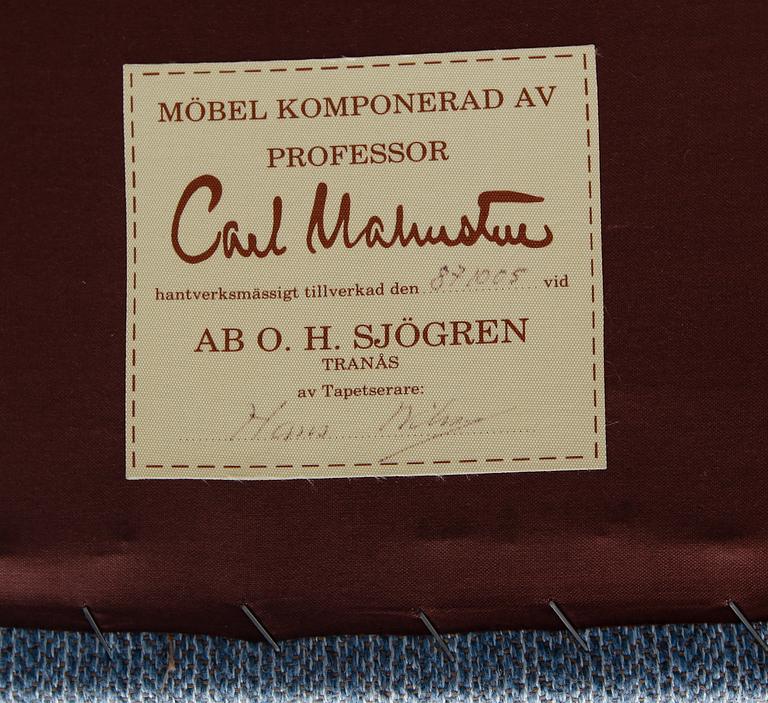 MÖBEL KOMPONERAD AV
PROFESSOR
Carl Malmsten
hantverksmässigt tillverkad den 871005 vid
AB O. H. SJÖGREN
TRANÅS
av Tapetserare:
Hans